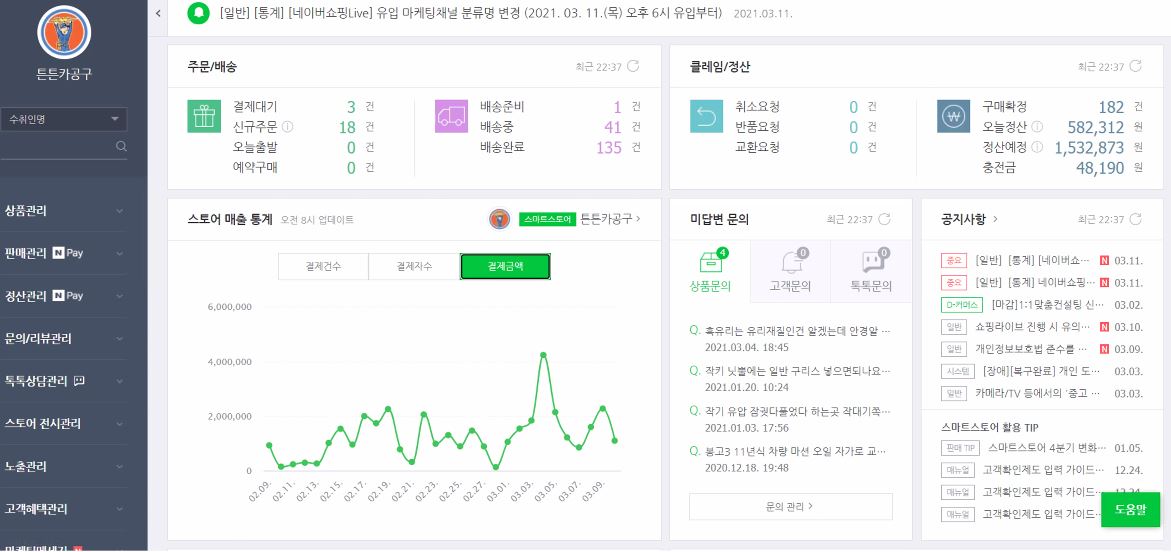 [일반] [통계] [네이버쇼핑Live] 유입 마케팅채널 분류명 변경 (2021. 03. 11.(목) 오후 6시 유입부터) 2021.03.11.
튼튼카공구
수취인명
상품관리
판매관리 N Pay
정산관리 N Pay
문의/리뷰관리
톡톡상담관리
스토어 전시관리
노출관리
고객혜택관리
마케팅메세지 N
주문/배송 최근 22:37
결제대기 3 건
신규주문 18 건
오늘출발 0 건
예약구매 0 건
배송준비 1 건
배송중 41 건
배송완료 135 건
클레임/정산 최근 22:37
취소요청 0 건
반품요청 0 건
교환요청 0 건
구매확정 182 건
오늘정산 582,312 원
정산예정 1,532,873 원
충전금 48,190 원
스토어 매출 통계 오전 8시 업데이트 스마트스토어 튼튼카공구 >
결제건수 결제자수 결제금액
6,000,000
4,000,000
2,000,000
0
02.09. 02.11. 02.13. 02.15. 02.17. 02.19. 02.21. 02.23. 02.25. 02.27. 03.01. 03.03. 03.05. 03.07. 03.09.
미답변 문의 최근 22:37
4 0 0
상품문의 고객문의 톡톡문의
Q. 흑유리는 유리재질인건 알겠는데 안경알 ...
2021.03.04. 18:45
Q. 작키 닛뿔에는 일반 구리스 넣으면되나요...
2021.01.20. 10:24
Q. 작기 유압 잠궛다풀었다 하는곳 작대기쪽...
2021.01.03. 17:56
Q. 봉고3 11년식 차량 마션 오일 자가로 교...
2020.12.18. 19:48
문의 관리 >
공지사항 > 최근 22:37
중요 [일반] [통계] [네이버쇼... N 03.11.
중요 [일반] [통계] 네이버쇼핑... N 03.11.
D-커머스 [마감]1:1맞춤컨설팅 신... 03.02.
일반 쇼핑라이브 진행 시 유의... N 03.10.
일반 개인정보보호법 준수를 ... N 03.09.
시스템 [장애][복구완료] 개인 도... 03.03.
일반 카메라/TV 등에서의 '중고 ... 03.03.
스마트스토어 활용 TIP
판매 TIP 스마트스토어 4분기 변화... 01.05.
매뉴얼 고객확인제도 입력 가이드... 12.24.
매뉴얼 고객확인제도 입력 가이드... 12.24.
매뉴얼 고객확인제도 입력 가이드...
도움말